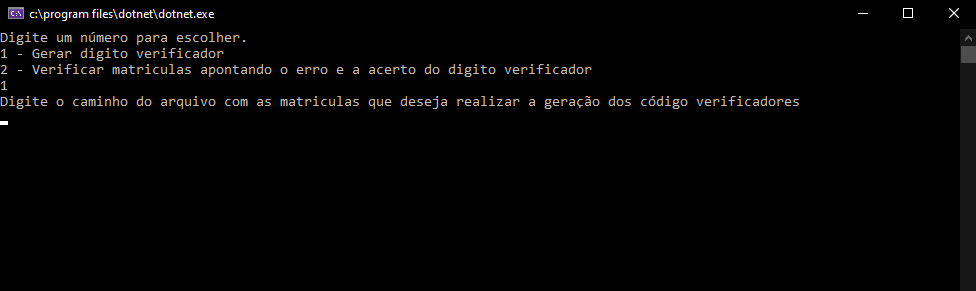 c:\program files\dotnet\dotnet.exe
Digite um número para escolher.
1 - Gerar digito verificador
2 - Verificar matriculas apontando o erro e a acerto do digito verificador
1
Digite o caminho do arquivo com as matriculas que deseja realizar a geração dos código verificadores